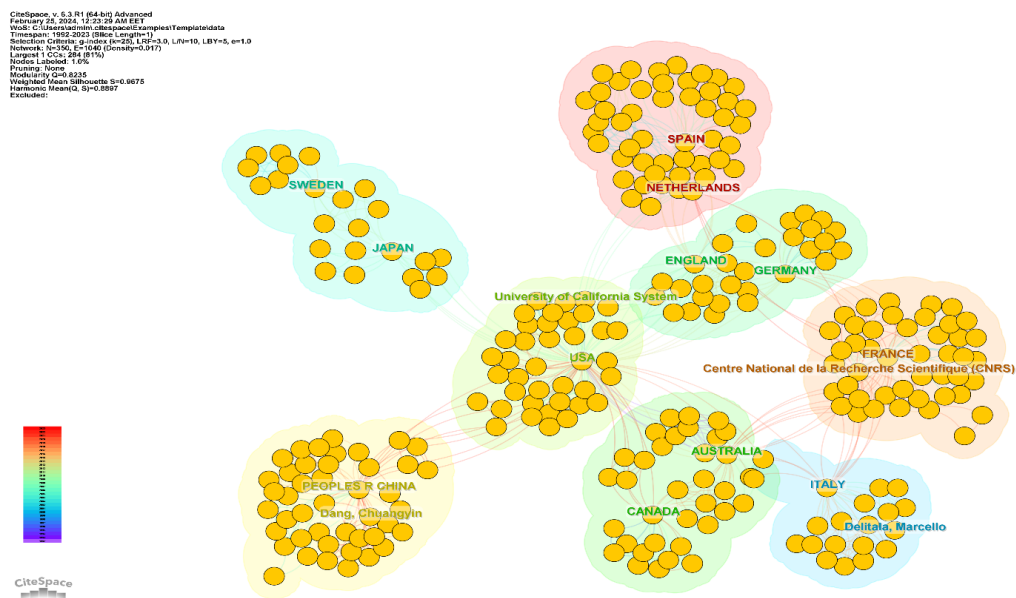 CiteSpace, v. 6.3.R1 (64-bit) Advanced
February 25, 2024, 12:23:29 AM EET
WoS: C:\Users\admin\.citespace\Examples\Template\data
Timespan: 1992-2023 (Slice Length=1)
Selection Criteria: g-index (k=25), LRF=3.0, L/N=10, LBY=5, e=1.0
Network: N=350, E=1040 (Density=0.017)
Largest 1 CCs: 284 (81%)
Nodes Labeled: 1.0%
Pruning: None
Modularity Q=0.8235
Weighted Mean Silhouette S=0.9675
Harmonic Mean(Q, S)=0.8897
Excluded:
SPAIN
SWEDEN
NETHERLANDS
JAPAN
ENGLAND
GERMANY
University of California System
USA
FRANCE
Centre National de la Recherche Scientifique (CNRS)
AUSTRALIA
PEOPLES R CHINA
ITALY
Dang, Chuangyin
CANADA
Delitala, Marcello
CiteSpace